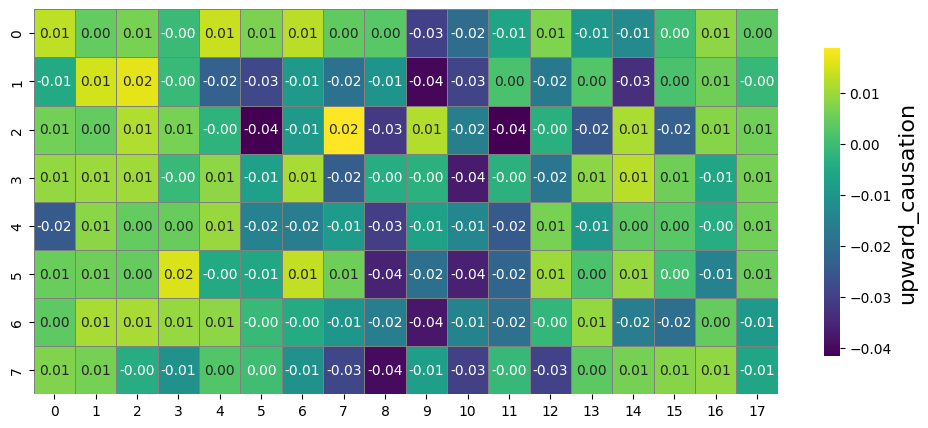 0 0.01 0.00 0.01 -0.00 0.01 0.01 0.01 0.00 0.00 -0.03 -0.02 -0.01 0.01 -0.01 -0.01 0.00 0.01 0.00
1 -0.01 0.01 0.02 -0.00 -0.02 -0.03 -0.01 -0.02 -0.01 -0.04 -0.03 0.00 -0.02 0.00 -0.03 0.00 0.01 -0.00
2 0.01 0.00 0.01 0.01 -0.00 -0.04 -0.01 0.02 -0.03 0.01 -0.02 -0.04 -0.00 -0.02 0.01 -0.02 0.01 0.01
3 0.01 0.01 0.01 -0.00 0.01 -0.01 0.01 -0.02 -0.00 -0.00 -0.04 -0.00 -0.02 0.01 0.01 0.01 -0.01 0.01
4 -0.02 0.01 0.00 0.00 0.01 -0.02 -0.02 -0.01 -0.03 -0.01 -0.01 -0.02 0.01 -0.01 0.00 0.00 -0.00 0.01
5 0.01 0.01 0.00 0.02 -0.00 -0.01 0.01 0.01 -0.04 -0.02 -0.04 -0.02 0.01 0.00 0.01 0.00 -0.01 0.01
6 0.00 0.01 0.01 0.01 0.01 -0.00 -0.00 -0.01 -0.02 -0.04 -0.01 -0.02 -0.00 0.01 -0.02 -0.02 0.00 -0.01
7 0.01 0.01 -0.00 -0.01 0.00 0.00 -0.01 -0.03 -0.04 -0.01 -0.03 -0.00 -0.03 0.00 0.01 0.01 0.01 -0.01
0 1 2 3 4 5 6 7 8 9 10 11 12 13 14 15 16 17
0.01
0.00
−0.01
−0.02
−0.03
−0.04
upward_causation